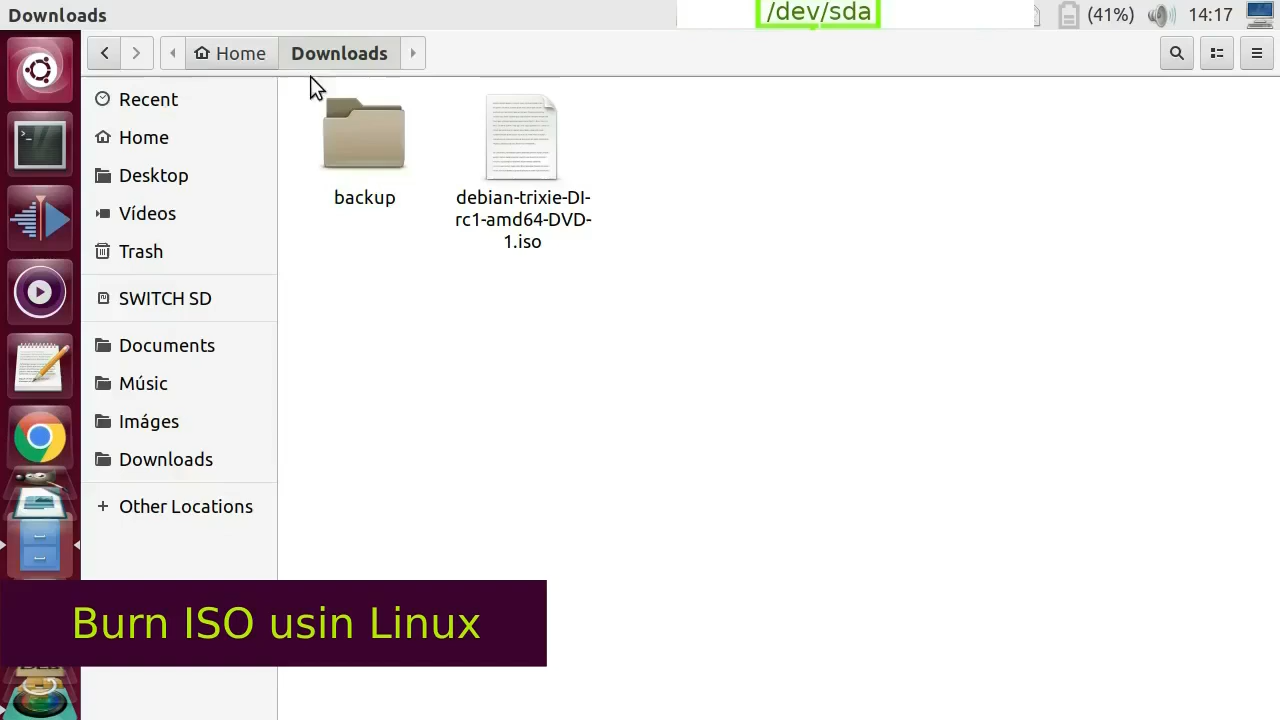 Downloads
/dev/sda
(41%)
14:17
Home
Downloads
Recent
Home
Desktop
Vídeos
Trash
SWITCH SD
Documents
Músic
Imáges
Downloads
Other Locations
backup
debian-trixie-DI-
rc1-amd64-DVD-
1.iso
Burn ISO usin Linux